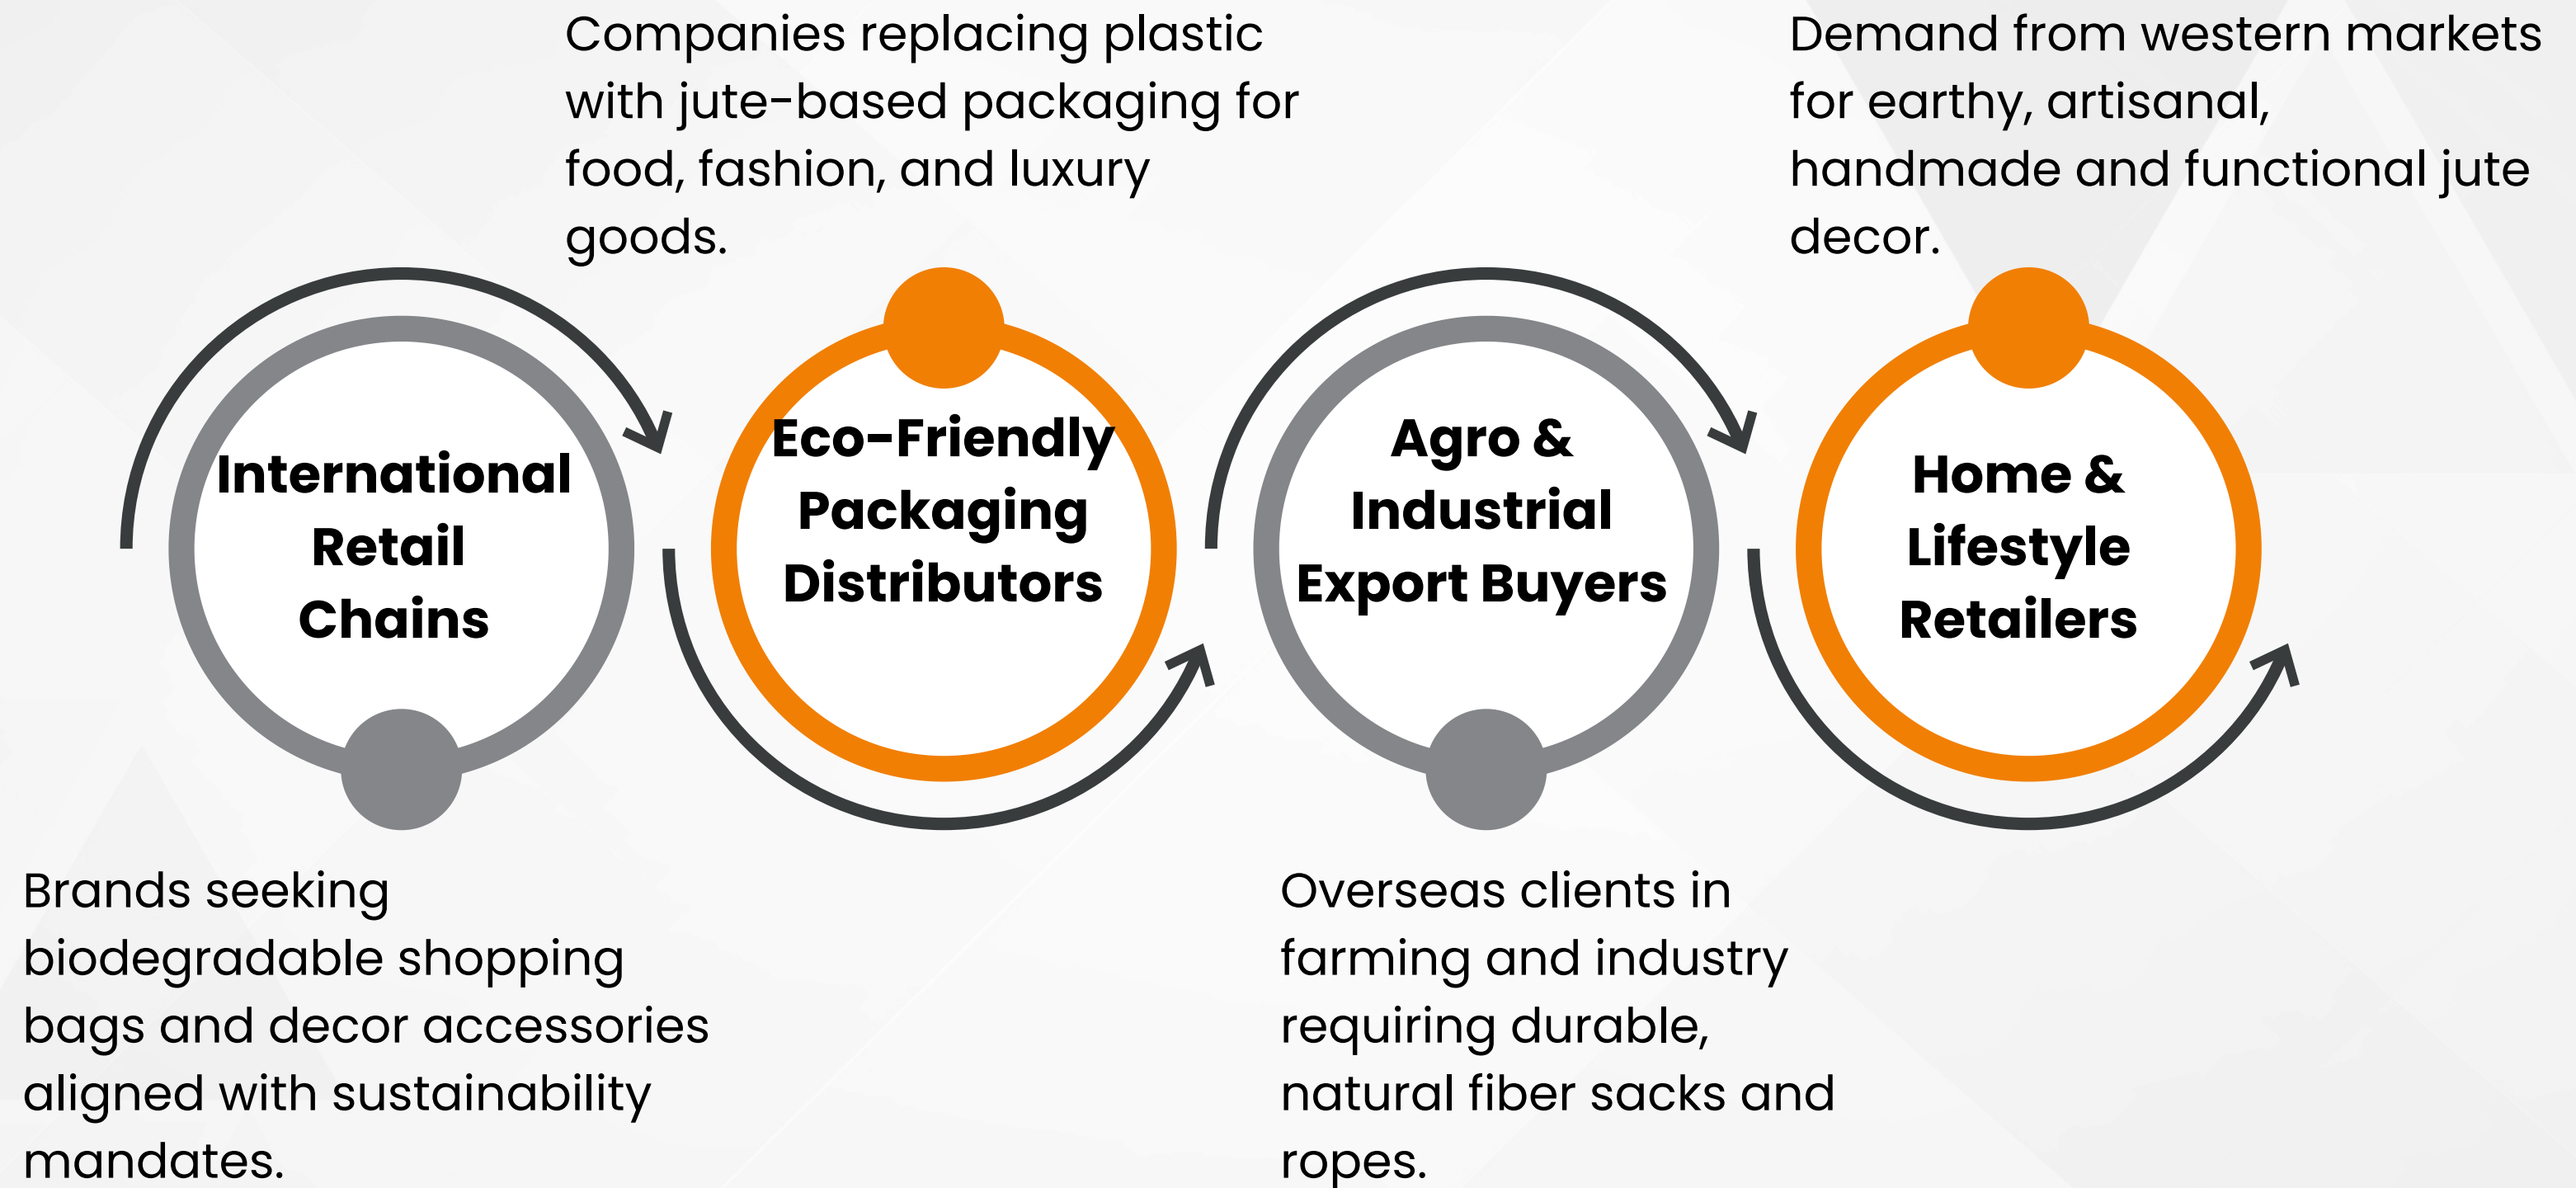 International
Retail
Chains
Brands seeking
biodegradable shopping
bags and decor accessories
aligned with sustainability
mandates.
Companies replacing plastic
with jute-based packaging for
food, fashion, and luxury
goods.
Eco-Friendly
Packaging
Distributors
Agro &
Industrial
Export Buyers
Overseas clients in
farming and industry
requiring durable,
natural fiber sacks and
ropes.
Demand from western markets
for earthy, artisanal,
handmade and functional jute
decor.
Home &
Lifestyle
Retailers